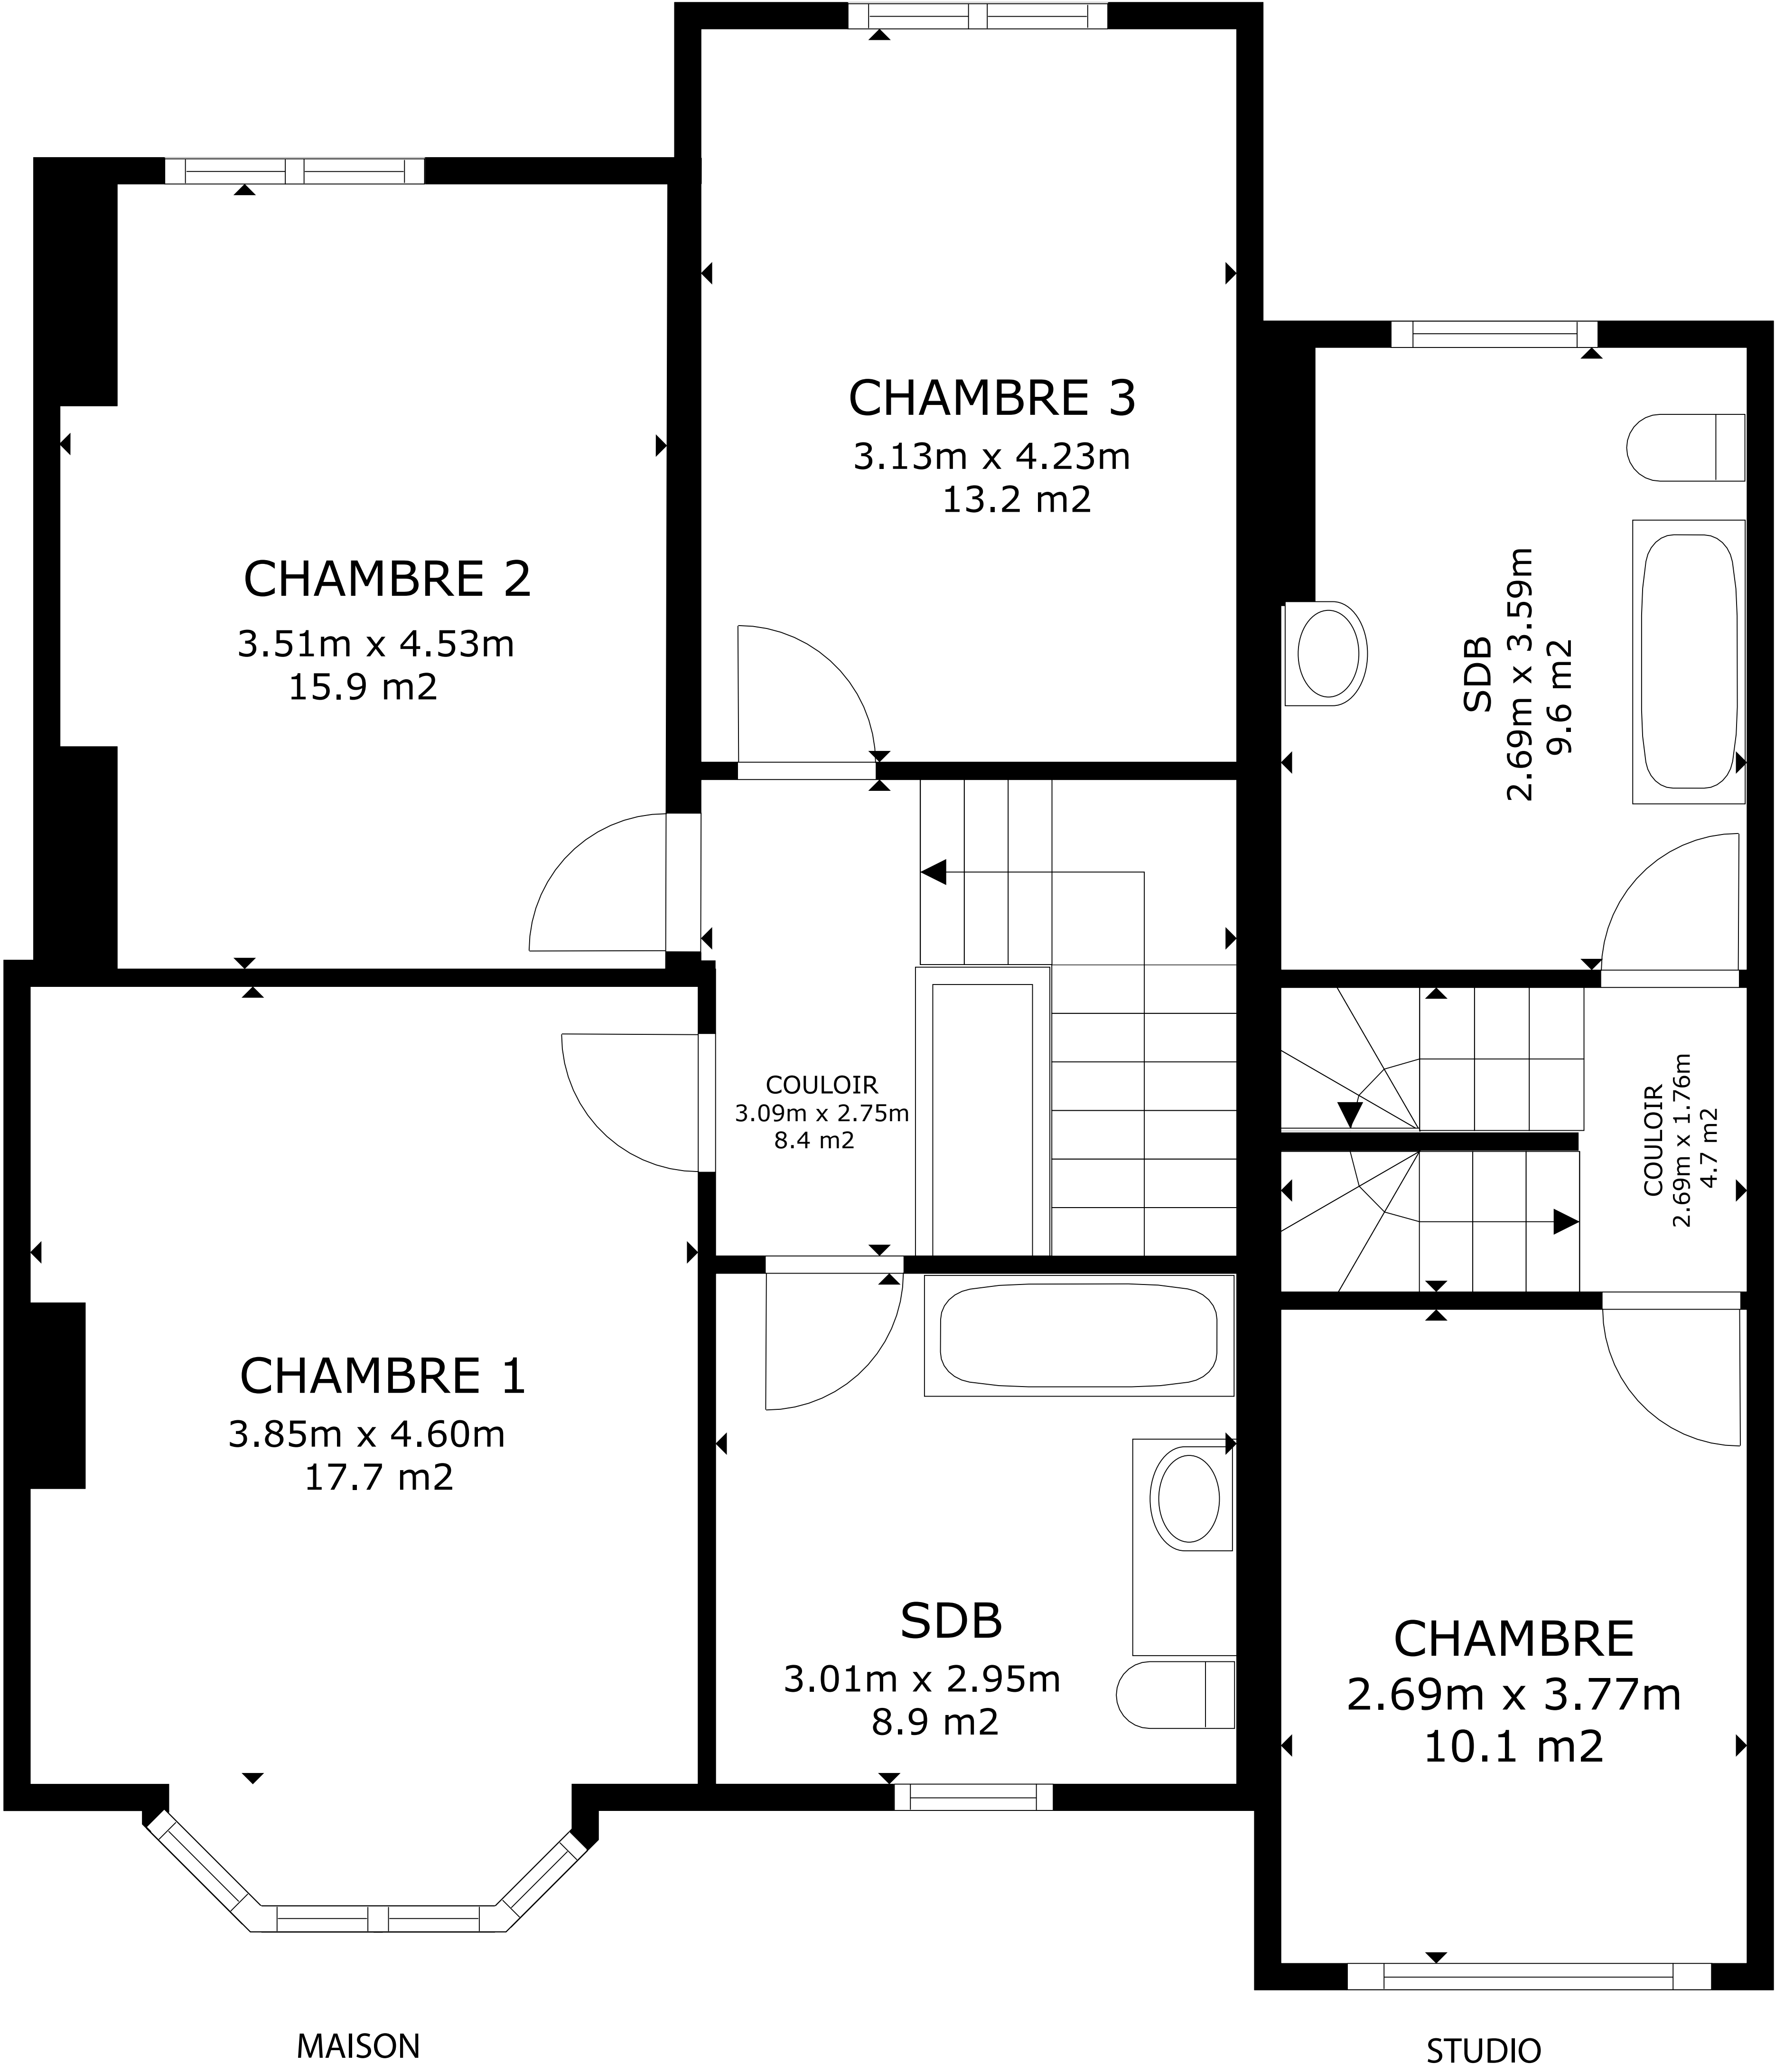 CHAMBRE 3
3.13m x 4.23m
13.2 m2
CHAMBRE 2
3.51m x 4.53m
15.9 m2
SDB
2.69m x 3.59m
9.6 m2
COULOIR
3.09m x 2.75m
8.4 m2
COULOIR
2.69m x 1.76m
4.7 m2
CHAMBRE 1
3.85m x 4.60m
17.7 m2
SDB
3.01m x 2.95m
8.9 m2
CHAMBRE
2.69m x 3.77m
10.1 m2
MAISON
STUDIO